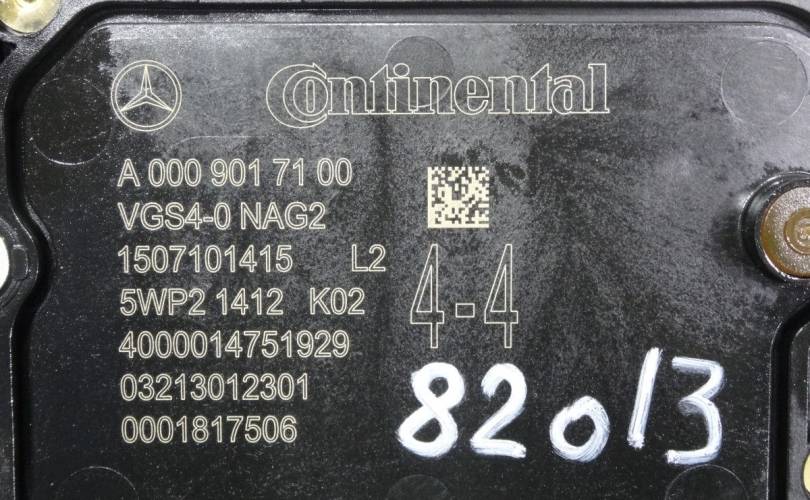 Continental
A 000 901 71 00
VGS4-0 NAG2
1507101415 L2
5WP2 1412 K02
4-4
4000014751929
03213012301
0001817506
82013